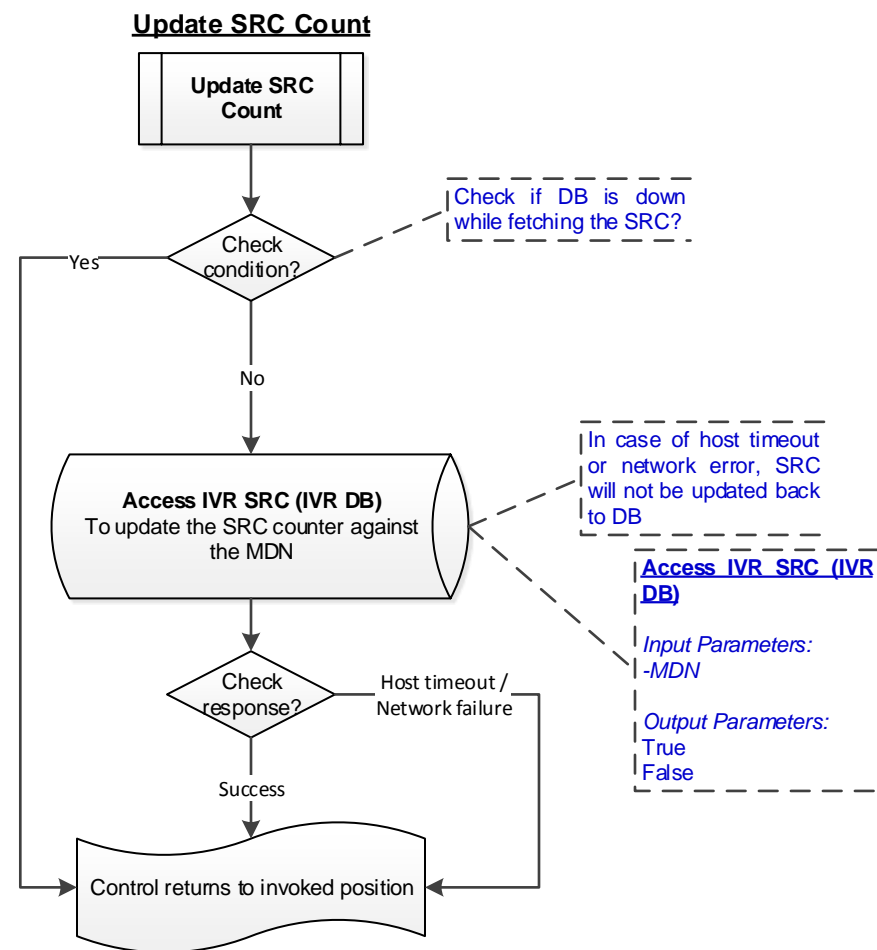 Update SRC Count
Update SRC
Count
Check if DB is down
while fetching the SRC?
Check
condition?
Yes
No
In case of host timeout
or network error, SRC
will not be updated back
to DB
Access IVR SRC (IVR DB)
To update the SRC counter against
the MDN
Access IVR SRC (IVR
DB)
Input Parameters:
-MDN
Output Parameters:
True
False
Check
response?
Host timeout /
Network failure
Success
Control returns to invoked position